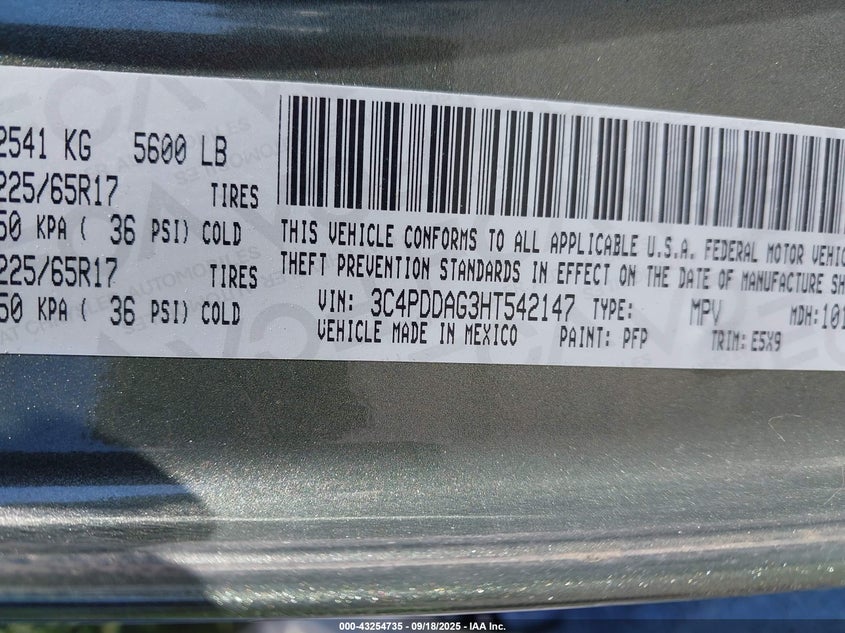 2541 KG 5600 LB
225/65R17 TIRES
50 KPA ( 36 PSI) COLD
225/65R17 TIRES
50 KPA ( 36 PSI) COLD
THIS VEHICLE CONFORMS TO ALL APPLICABLE U.S.A. FEDERAL MOTOR VEHIC
THEFT PREVENTION STANDARDS IN EFFECT ON THE DATE OF MANUFACTURE SH
VIN: 3C4PDDAG3HT542147 TYPE: MPV MDH:101
VEHICLE MADE IN MEXICO PAINT: PFP TRIM: E5X9
000-43254735 - 09/18/2025 - IAA Inc.